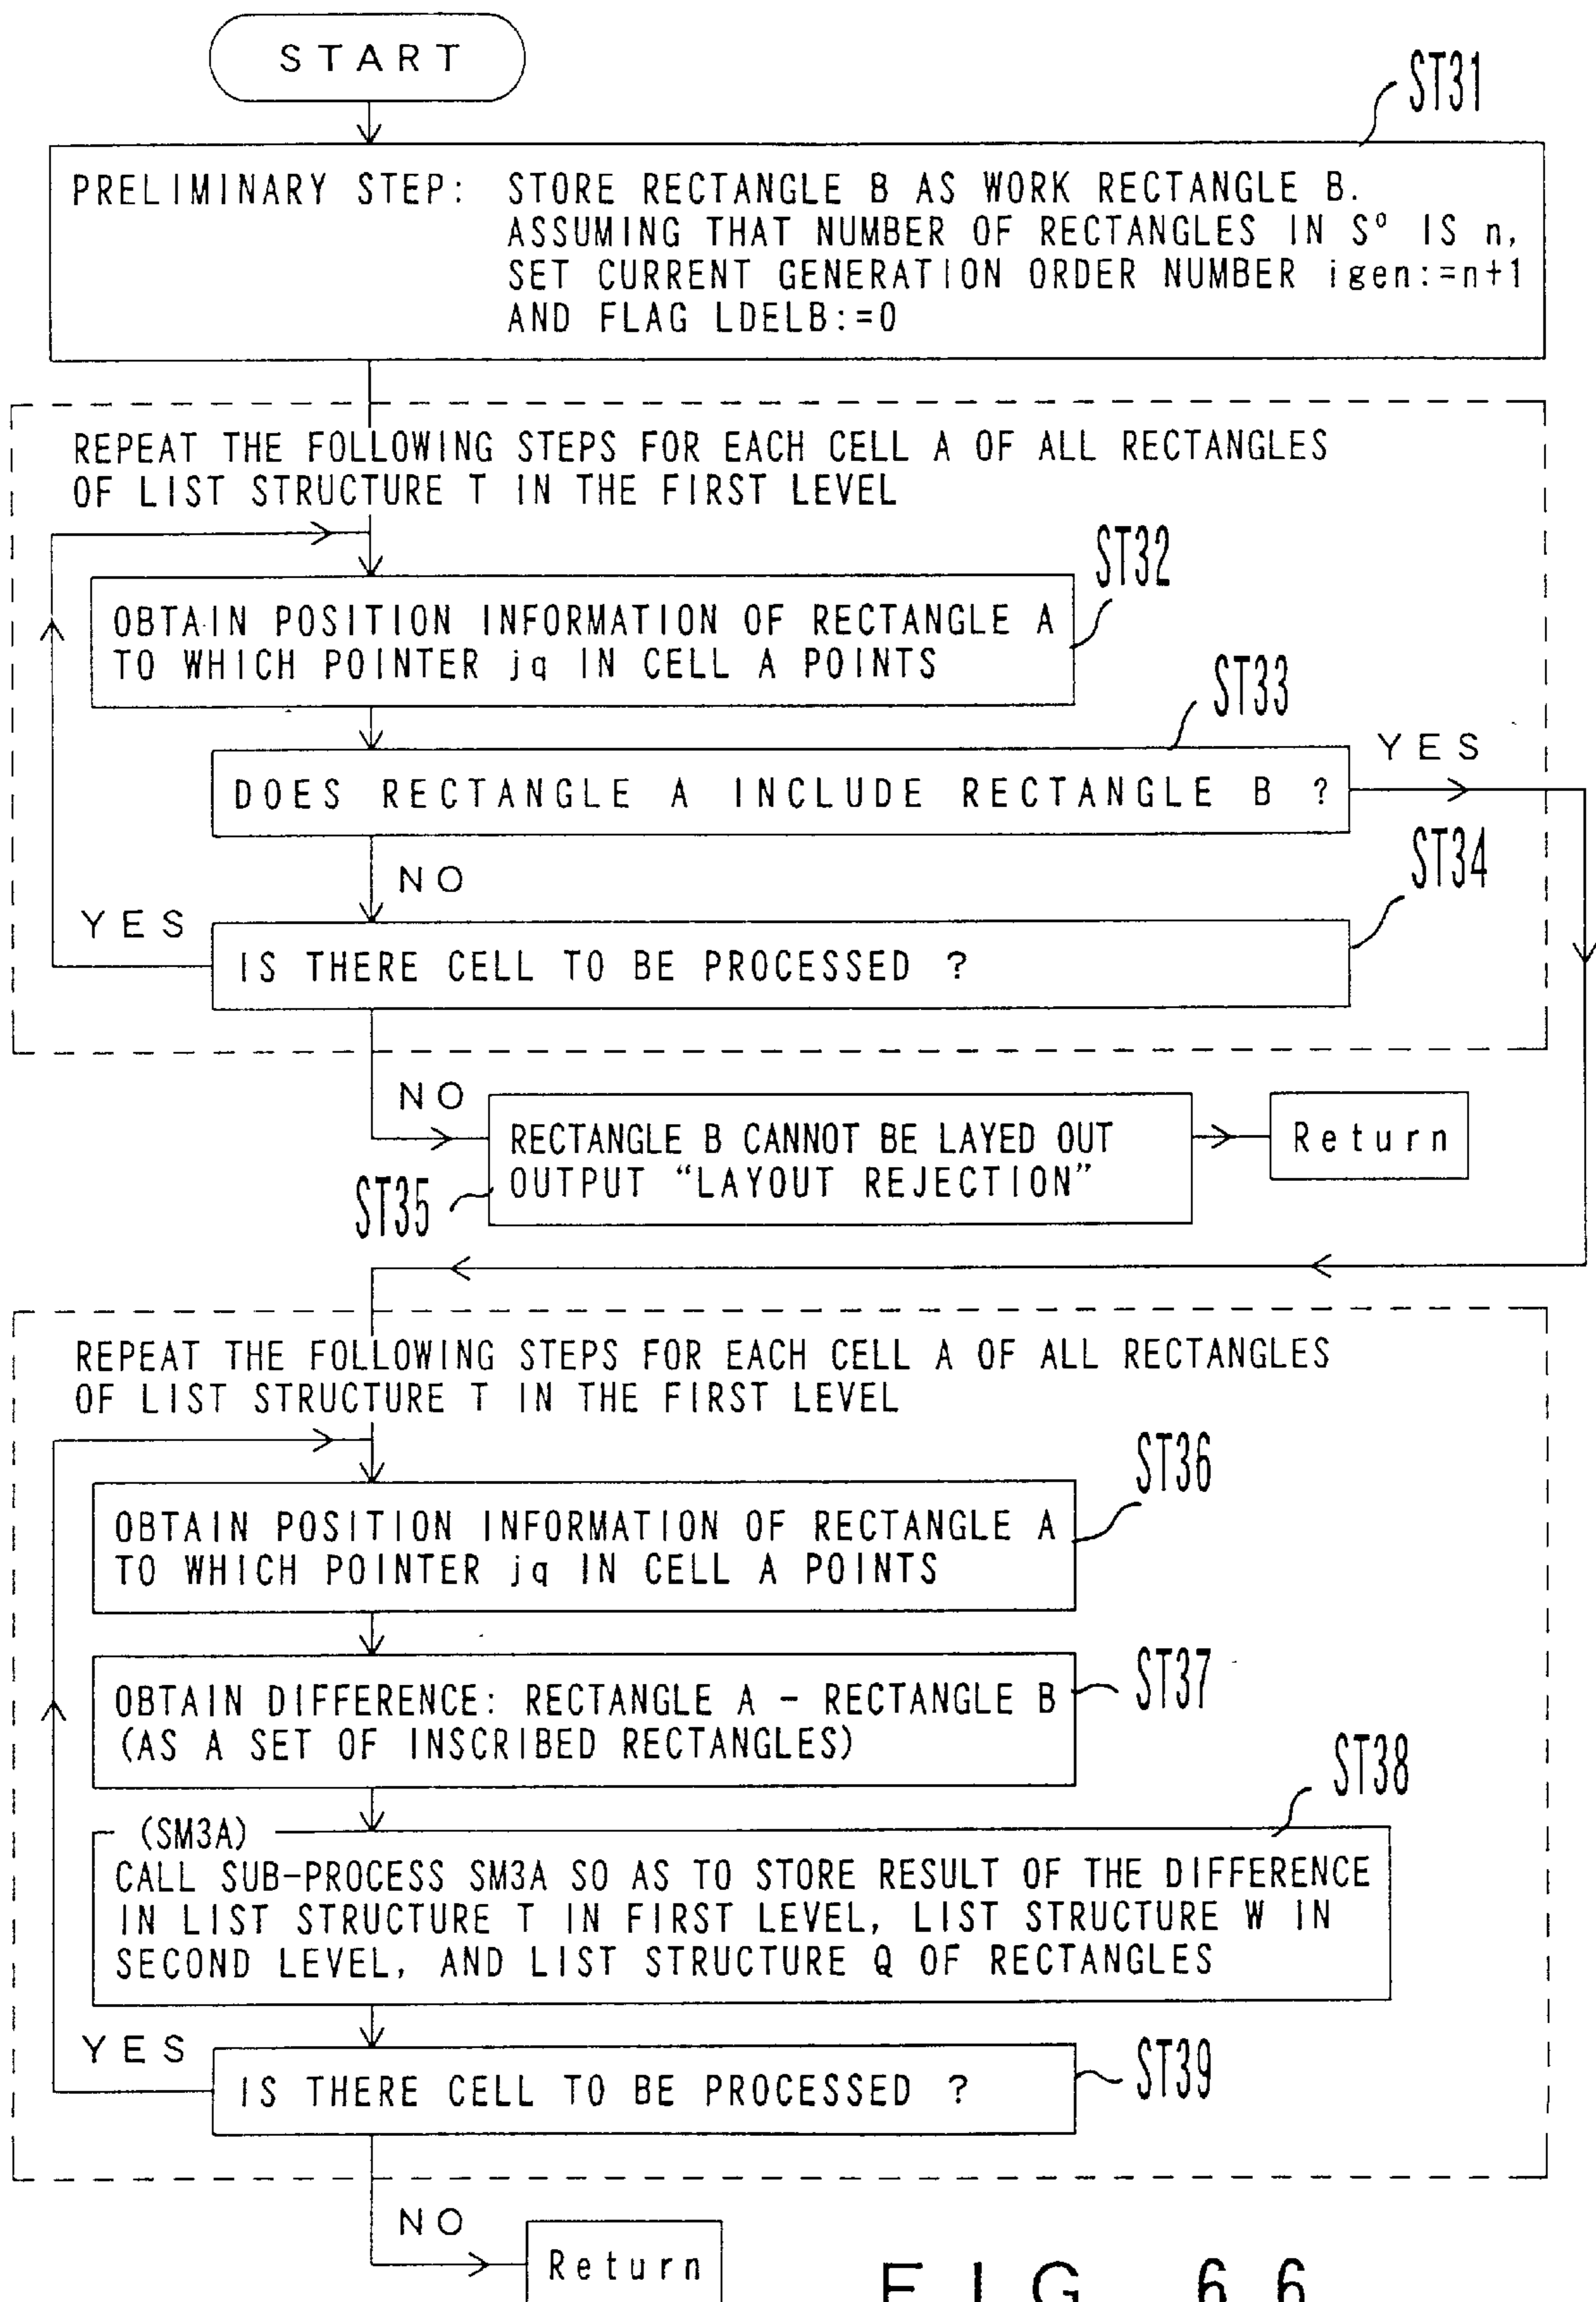 START
ST31
PRELIMINARY STEP: STORE RECTANGLE B AS WORK RECTANGLE B.
ASSUMING THAT NUMBER OF RECTANGLES IN S⁰ IS n,
SET CURRENT GENERATION ORDER NUMBER igen:=n+1
AND FLAG LDELB:=0
REPEAT THE FOLLOWING STEPS FOR EACH CELL A OF ALL RECTANGLES
OF LIST STRUCTURE T IN THE FIRST LEVEL
ST32
OBTAIN POSITION INFORMATION OF RECTANGLE A
TO WHICH POINTER jq IN CELL A POINTS
ST33
YES
DOES RECTANGLE A INCLUDE RECTANGLE B ?
ST34
NO
YES
IS THERE CELL TO BE PROCESSED ?
NO
RECTANGLE B CANNOT BE LAYED OUT
OUTPUT “LAYOUT REJECTION”
Return
ST35
REPEAT THE FOLLOWING STEPS FOR EACH CELL A OF ALL RECTANGLES
OF LIST STRUCTURE T IN THE FIRST LEVEL
ST36
OBTAIN POSITION INFORMATION OF RECTANGLE A
TO WHICH POINTER jq IN CELL A POINTS
ST37
OBTAIN DIFFERENCE: RECTANGLE A - RECTANGLE B
(AS A SET OF INSCRIBED RECTANGLES)
ST38
(SM3A)
CALL SUB-PROCESS SM3A SO AS TO STORE RESULT OF THE DIFFERENCE
IN LIST STRUCTURE T IN FIRST LEVEL, LIST STRUCTURE W IN
SECOND LEVEL, AND LIST STRUCTURE Q OF RECTANGLES
YES
ST39
IS THERE CELL TO BE PROCESSED ?
NO
Return
FIG 66